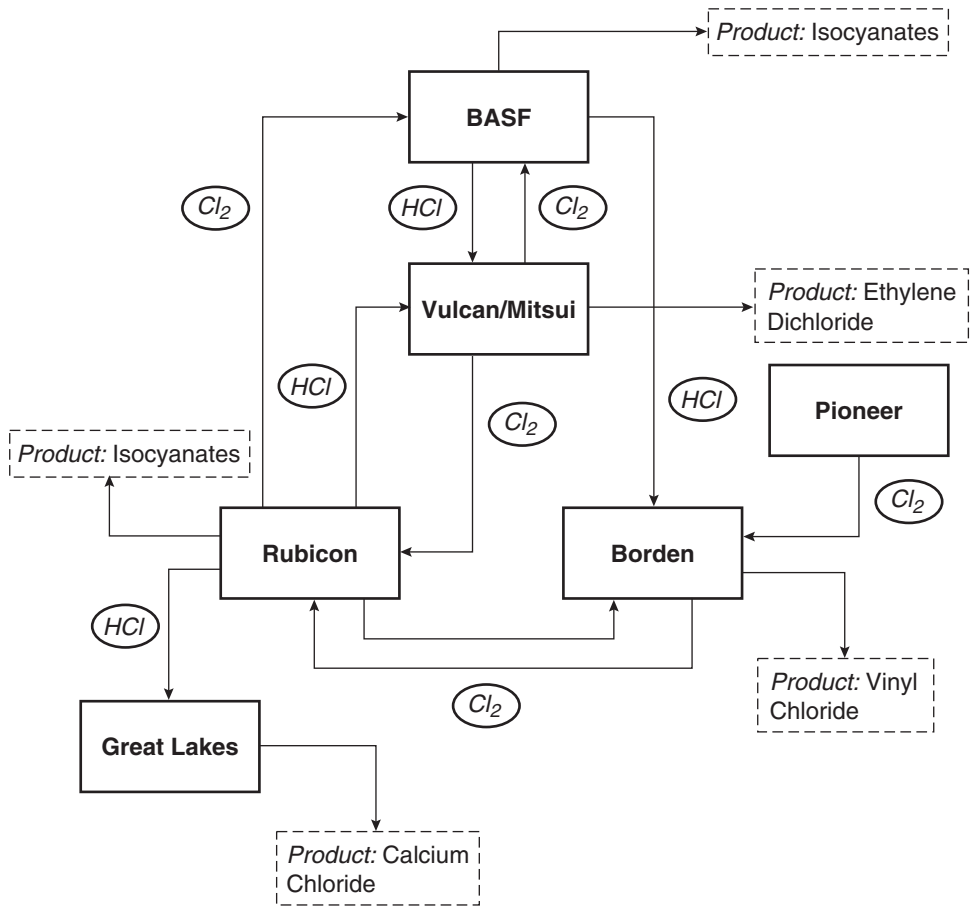 Product: Isocyanates
BASF
Cl2
HCl
Cl2
Vulcan/Mitsui
Product: Ethylene
Dichloride
HCl
Cl2
HCl
Pioneer
Product: Isocyanates
Cl2
Rubicon
Borden
HCl
Product: Vinyl
Chloride
Cl2
Great Lakes
Product: Calcium
Chloride